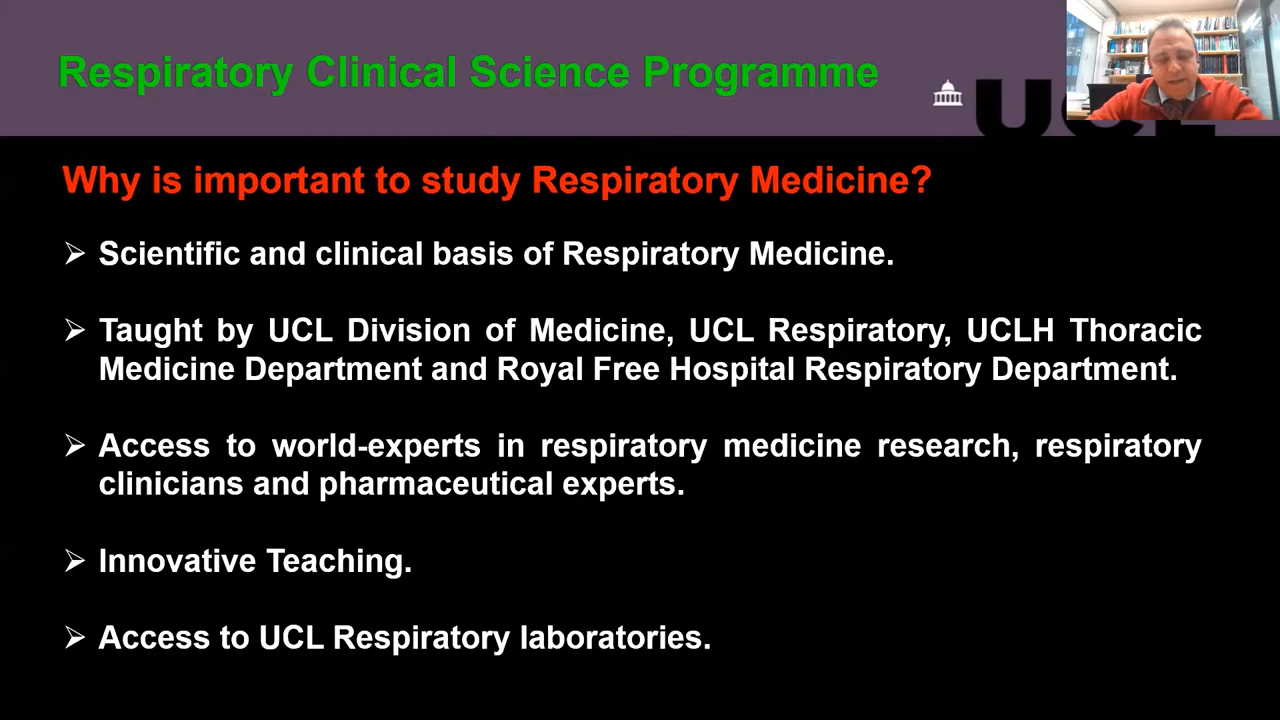 Respiratory Clinical Science Programme
UCL
Why is important to study Respiratory Medicine?
Scientific and clinical basis of Respiratory Medicine.
Taught by UCL Division of Medicine, UCL Respiratory, UCLH Thoracic
Medicine Department and Royal Free Hospital Respiratory Department.
Access to world-experts in respiratory medicine research, respiratory
clinicians and pharmaceutical experts.
Innovative Teaching.
Access to UCL Respiratory laboratories.